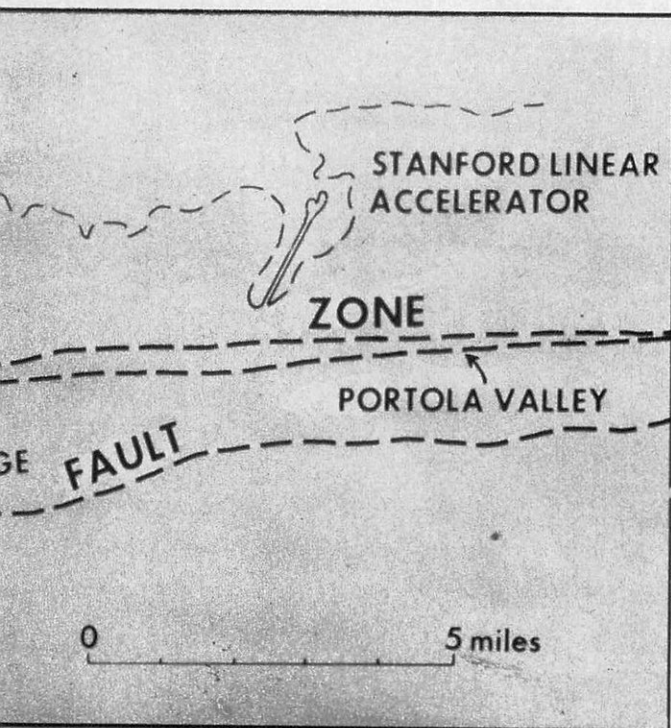 STANFORD LINEAR
ACCELERATOR
ZONE
PORTOLA VALLEY
GE FAULT
0 5 miles